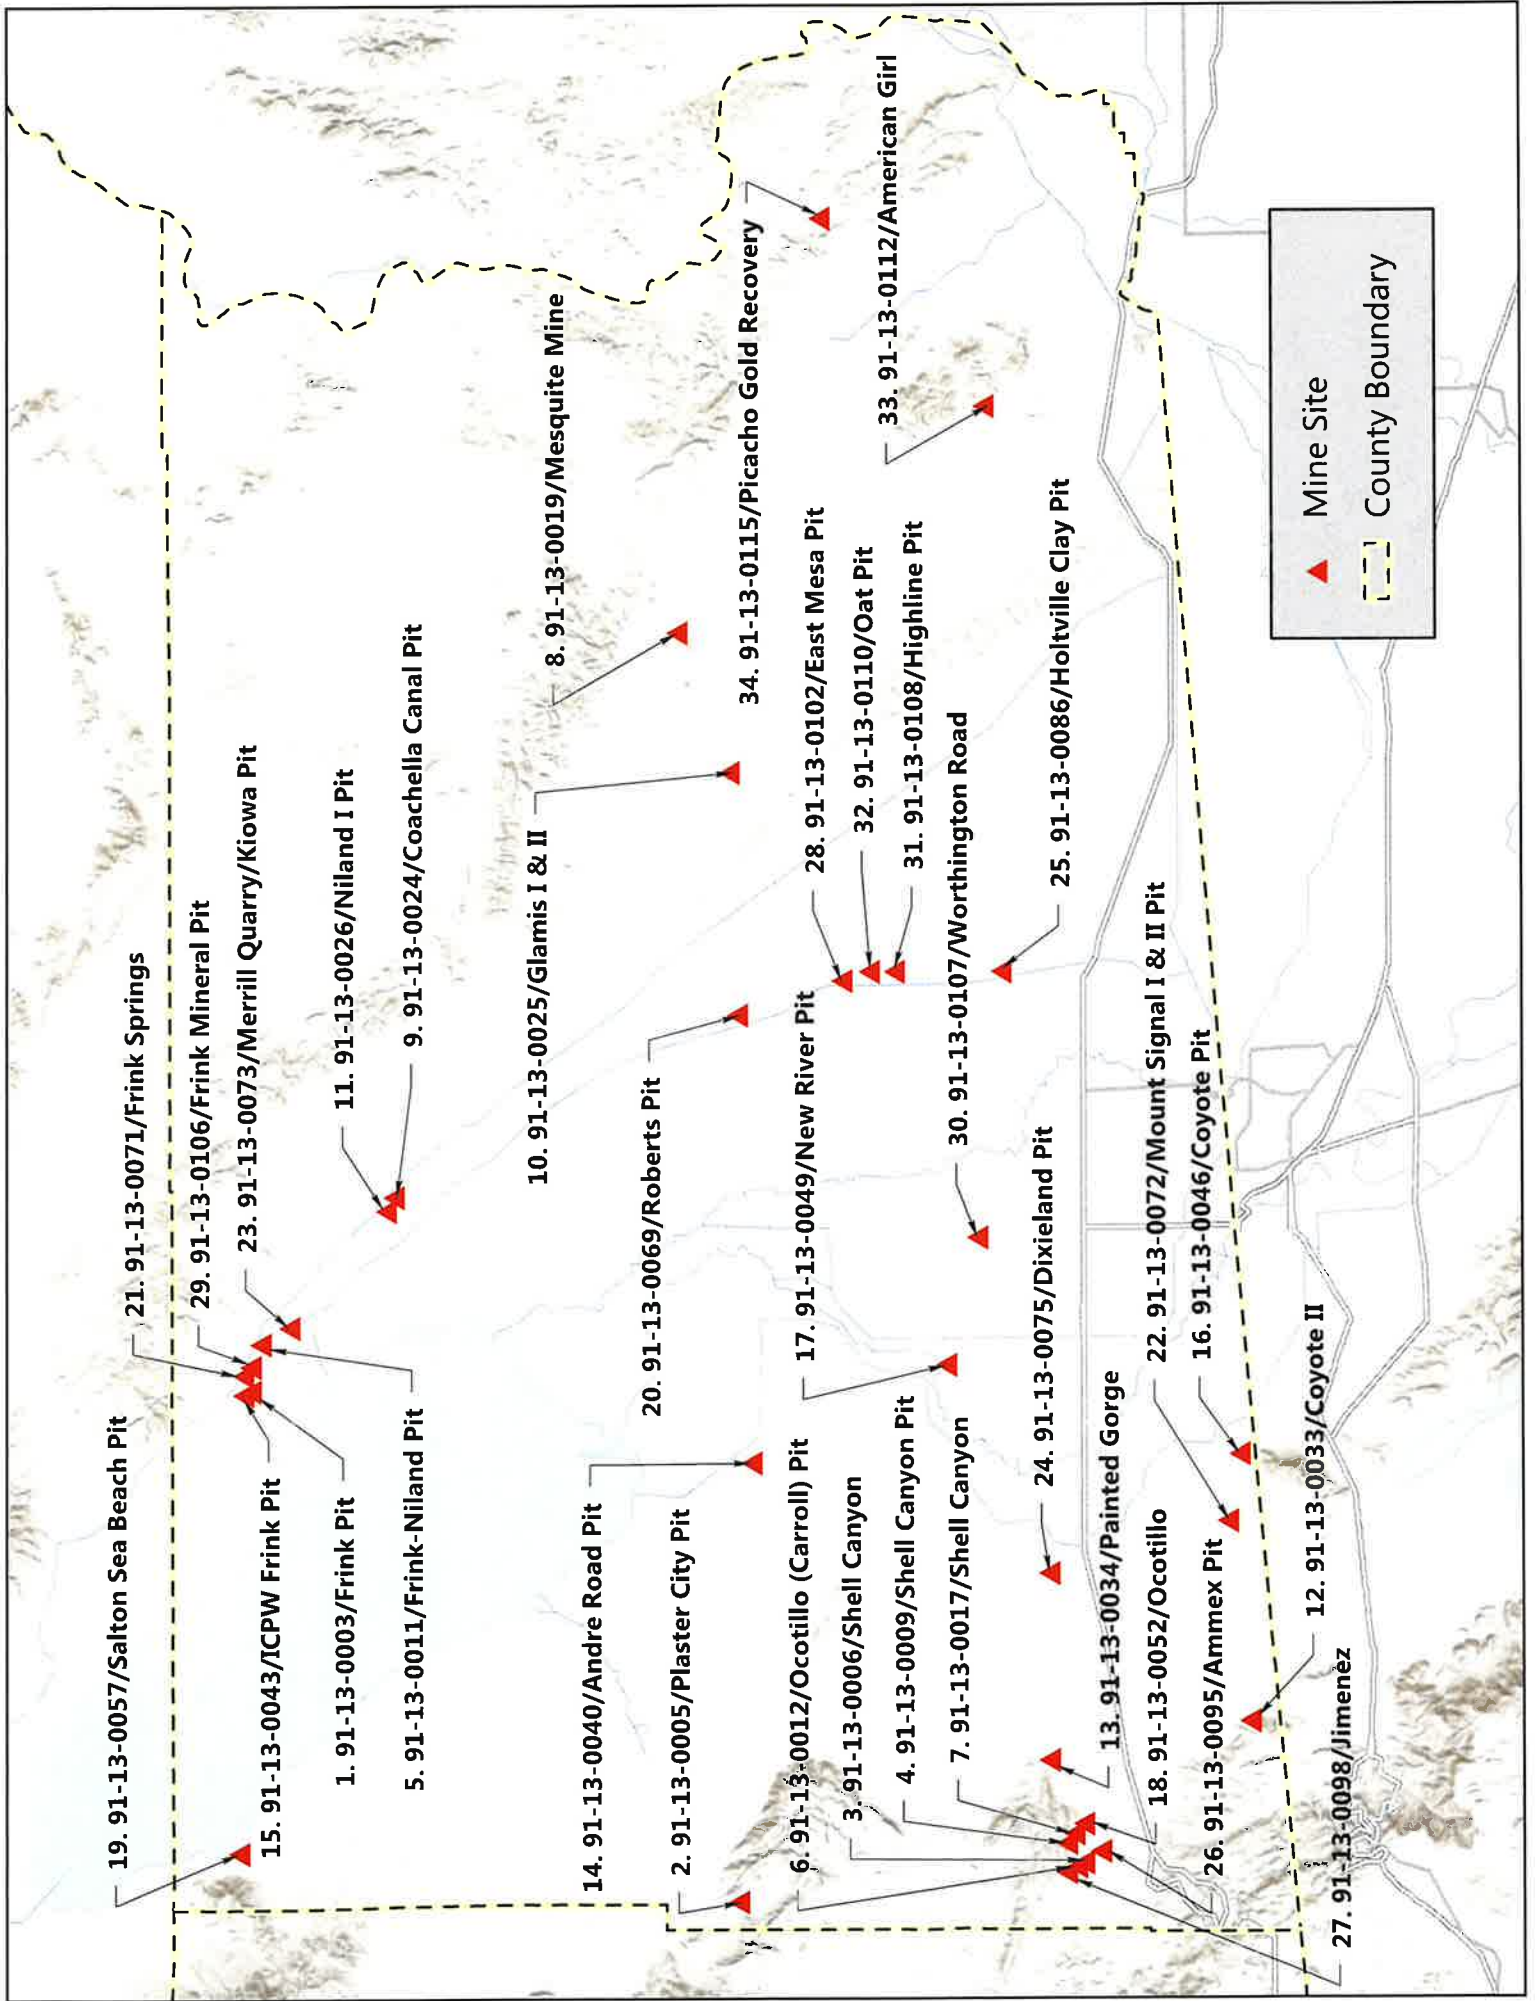 19. 91-13-0057/Salton Sea Beach Pit
21. 91-13-0071/Frink Springs
29. 91-13-0106/Frink Mineral Pit
23. 91-13-0073/Merrill Quarry/Kiowa Pit
15. 91-13-0043/ICPW Frink Pit
1. 91-13-0003/Frink Pit
5. 91-13-0011/Frink-Niland Pit
11. 91-13-0026/Niland I Pit
9. 91-13-0024/Coachella Canal Pit
10. 91-13-0025/Glamis I & II
8. 91-13-0019/Mesquite Mine
14. 91-13-0040/Andre Road Pit
20. 91-13-0069/Roberts Pit
2. 91-13-0005/Plaster City Pit
34. 91-13-0115/Picacho Gold Recovery
6. 91-13-0012/Ocotillo (Carroll) Pit
17. 91-13-0049/New River Pit
28. 91-13-0102/East Mesa Pit
3. 91-13-0006/Shell Canyon
32. 91-13-0110/Oat Pit
33. 91-13-0112/American Girl
4. 91-13-0009/Shell Canyon Pit
31. 91-13-0108/Highline Pit
7. 91-13-0017/Shell Canyon
30. 91-13-0107/Worthington Road
24. 91-13-0075/Dixieland Pit
25. 91-13-0086/Holtville Clay Pit
13. 91-13-0034/Painted Gorge
18. 91-13-0052/Ocotillo
22. 91-13-0072/Mount Signal I & II Pit
26. 91-13-0095/Ammex Pit
16. 91-13-0046/Coyote Pit
12. 91-13-0033/Coyote II
27. 91-13-0098/Jimenez
Mine Site
County Boundary